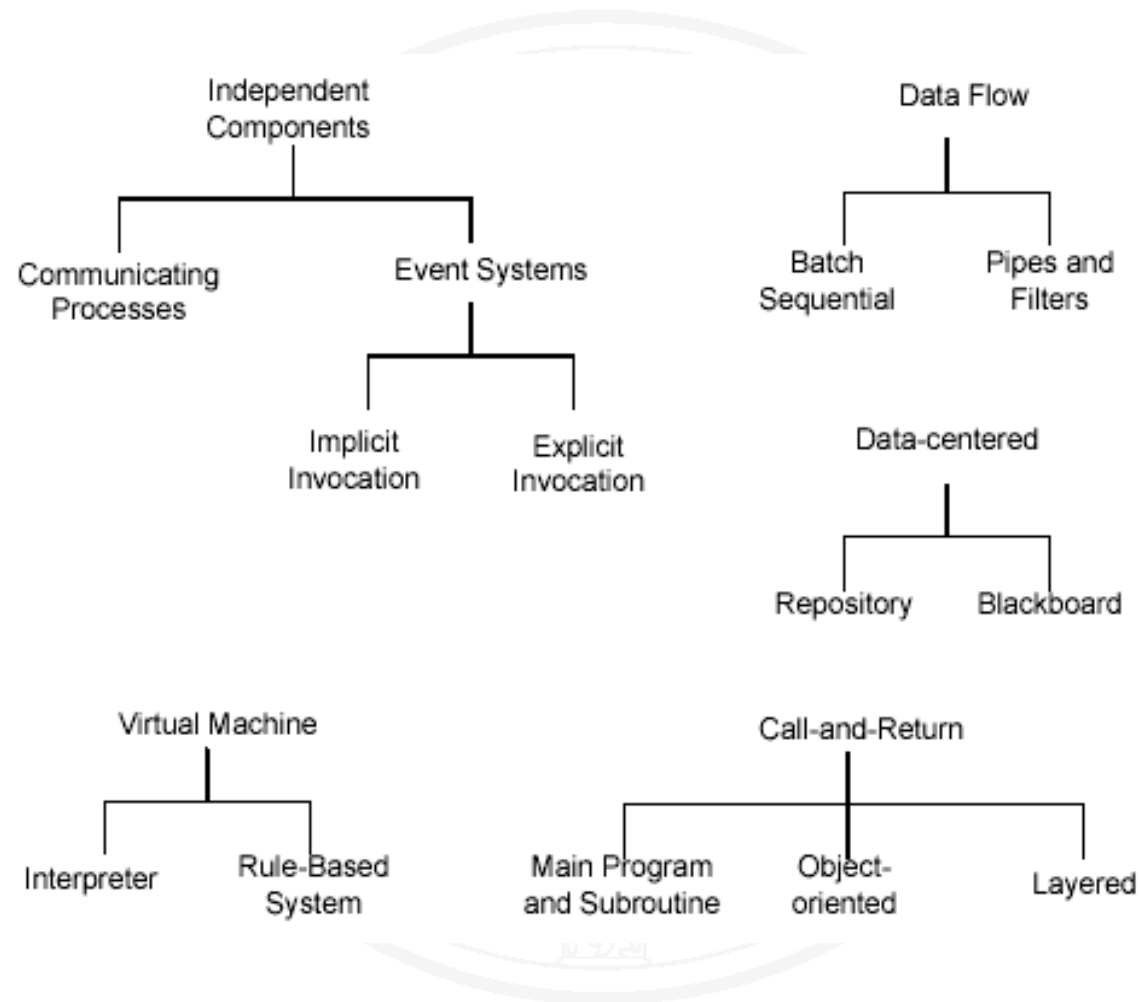 Independent
Components
Communicating
Processes
Event Systems
Implicit
Invocation
Explicit
Invocation
Data Flow
Batch
Sequential
Pipes and
Filters
Data-centered
Repository
Blackboard
Virtual Machine
Interpreter
Rule-Based
System
Call-and-Return
Main Program
and Subroutine
Object-
oriented
Layered